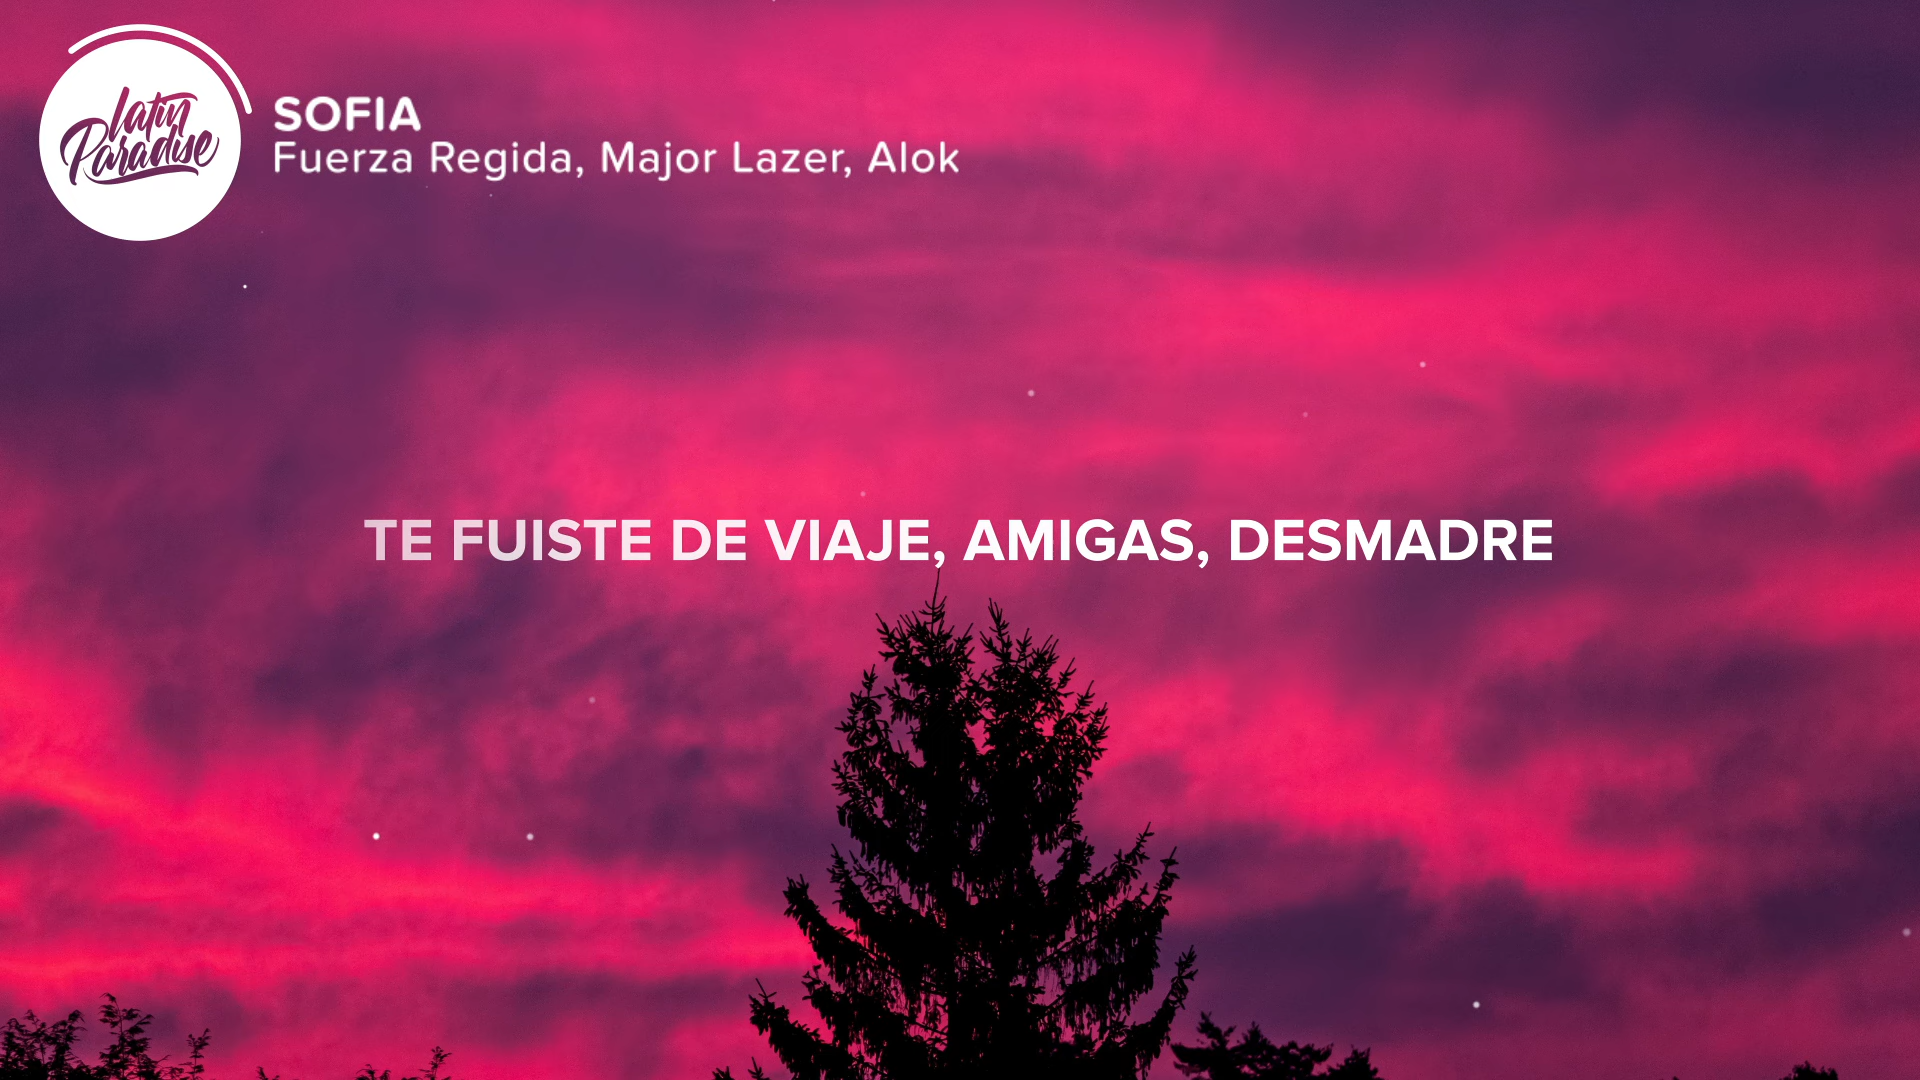 latin
Paradise
SOFIA
Fuerza Regida, Major Lazer, Alok
TE FUISTE DE VIAJE, AMIGAS, DESMADRE